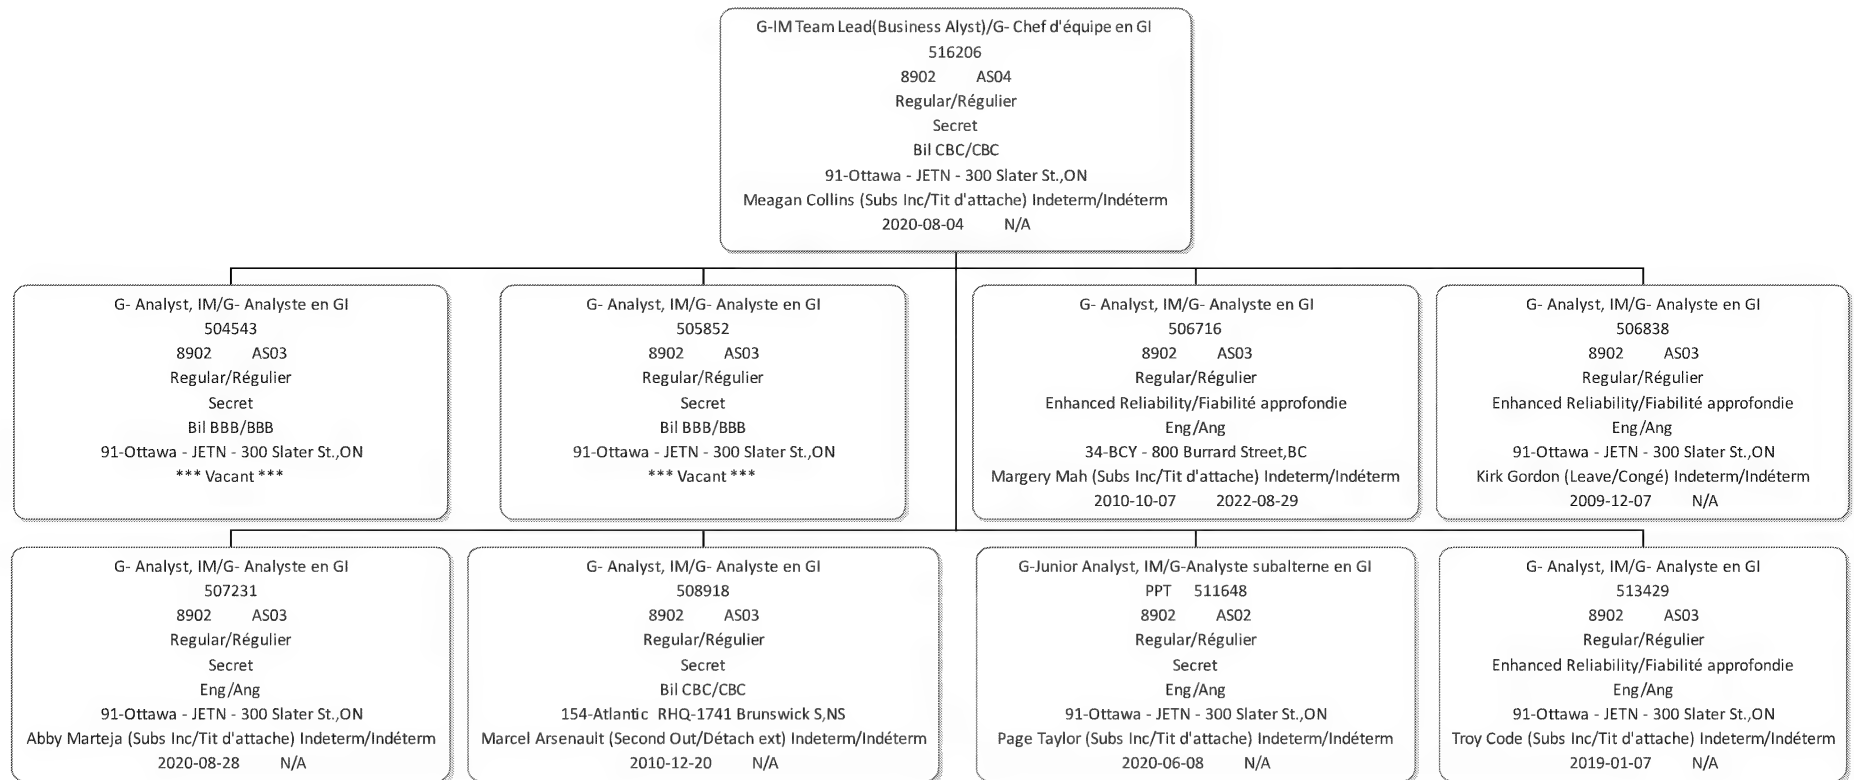 G-IM Team Lead(Business Alyst)/G- Chef d'équipe en GI
516206
8902 AS04
Regular/Régulier
Secret
Bil CBC/CBC
91-Ottawa - JETN - 300 Slater St.,ON
Meagan Collins (Subs Inc/Tit d'attache) Indeterm/Indéterm
2020-08-04 N/A
G- Analyst, IM/G- Analyste en GI
504543
8902 AS03
Regular/Régulier
Secret
Bil BBB/BBB
91-Ottawa - JETN - 300 Slater St.,ON
*** Vacant ***
G- Analyst, IM/G- Analyste en GI
505852
8902 AS03
Regular/Régulier
Secret
Bil BBB/BBB
91-Ottawa - JETN - 300 Slater St.,ON
*** Vacant ***
G- Analyst, IM/G- Analyste en GI
506716
8902 AS03
Regular/Régulier
Enhanced Reliability/Fiabilité approfondie
Eng/Ang
34-BCY - 800 Burrard Street,BC
Margery Mah (Subs Inc/Tit d'attache) Indeterm/Indéterm
2010-10-07 2022-08-29
G- Analyst, IM/G- Analyste en GI
506838
8902 AS03
Regular/Régulier
Enhanced Reliability/Fiabilité approfondie
Eng/Ang
91-Ottawa - JETN - 300 Slater St.,ON
Kirk Gordon (Leave/Congé) Indeterm/Indéterm
2009-12-07 N/A
G- Analyst, IM/G- Analyste en GI
507231
8902 AS03
Regular/Régulier
Secret
Eng/Ang
91-Ottawa - JETN - 300 Slater St.,ON
Abby Marteja (Subs Inc/Tit d'attache) Indeterm/Indéterm
2020-08-28 N/A
G- Analyst, IM/G- Analyste en GI
508918
8902 AS03
Regular/Régulier
Secret
Bil CBC/CBC
154-Atlantic RHQ-1741 Brunswick S,NS
Marcel Arsenault (Second Out/Détach ext) Indeterm/Indéterm
2010-12-20 N/A
G-Junior Analyst, IM/G-Analyste subalterne en GI
PPT 511648
8902 AS02
Regular/Régulier
Secret
Eng/Ang
91-Ottawa - JETN - 300 Slater St.,ON
Page Taylor (Subs Inc/Tit d'attache) Indeterm/Indéterm
2020-06-08 N/A
G- Analyst, IM/G- Analyste en GI
513429
8902 AS03
Regular/Régulier
Enhanced Reliability/Fiabilité approfondie
Eng/Ang
91-Ottawa - JETN - 300 Slater St.,ON
Troy Code (Subs Inc/Tit d'attache) Indeterm/Indéterm
2019-01-07 N/A